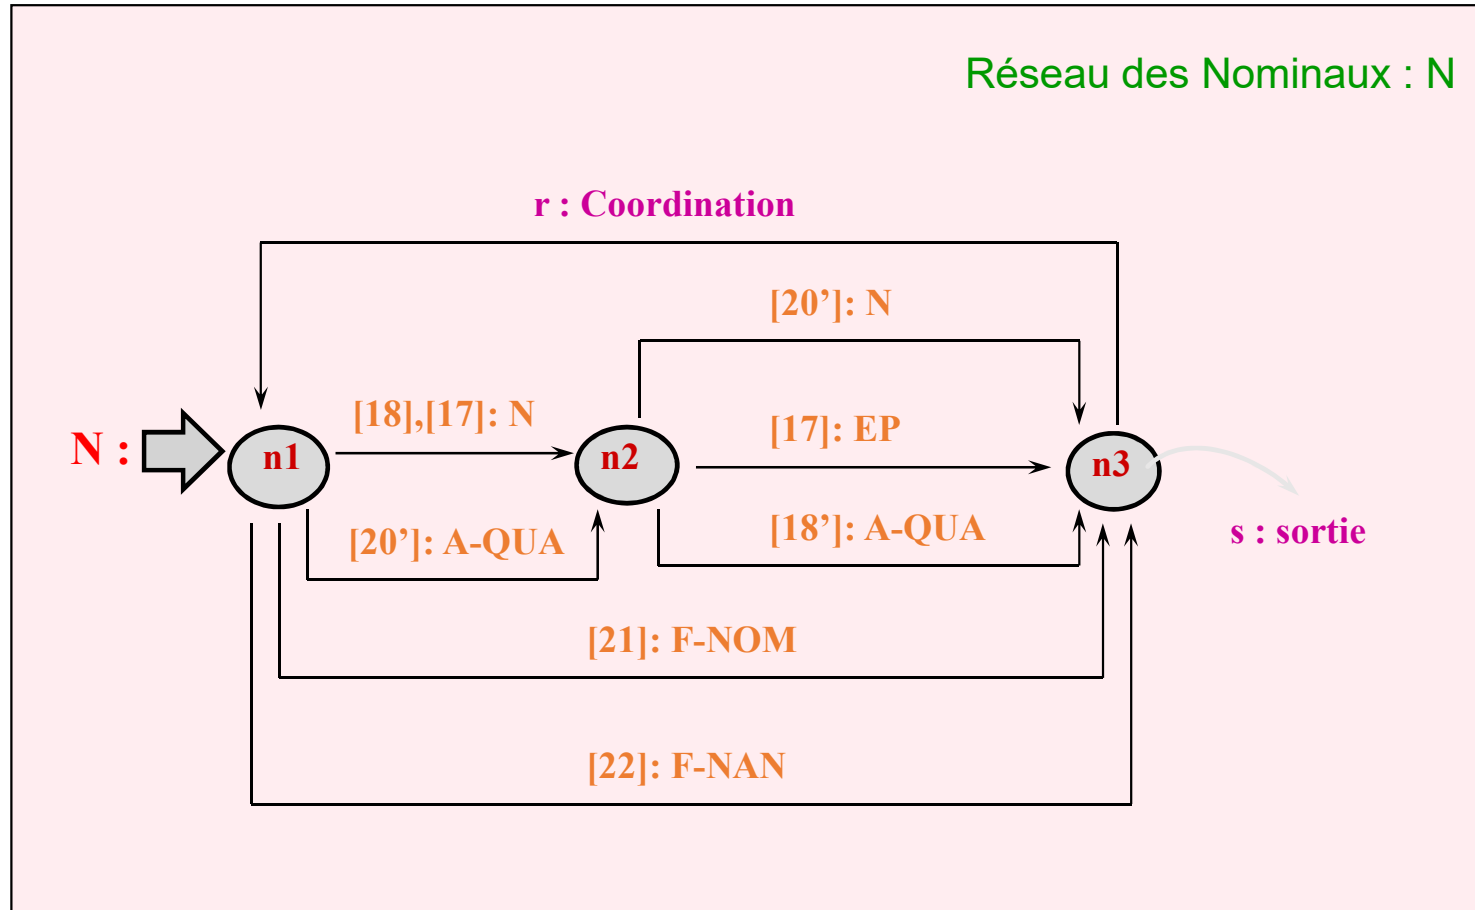 Réseau des Nominaux : N
r : Coordination
[20’]: N
[18],[17]: N
[17]: EP
N :
n1
n2
n3
[20’]: A-QUA
[18’]: A-QUA
s : sortie
[21]: F-NOM
[22]: F-NAN